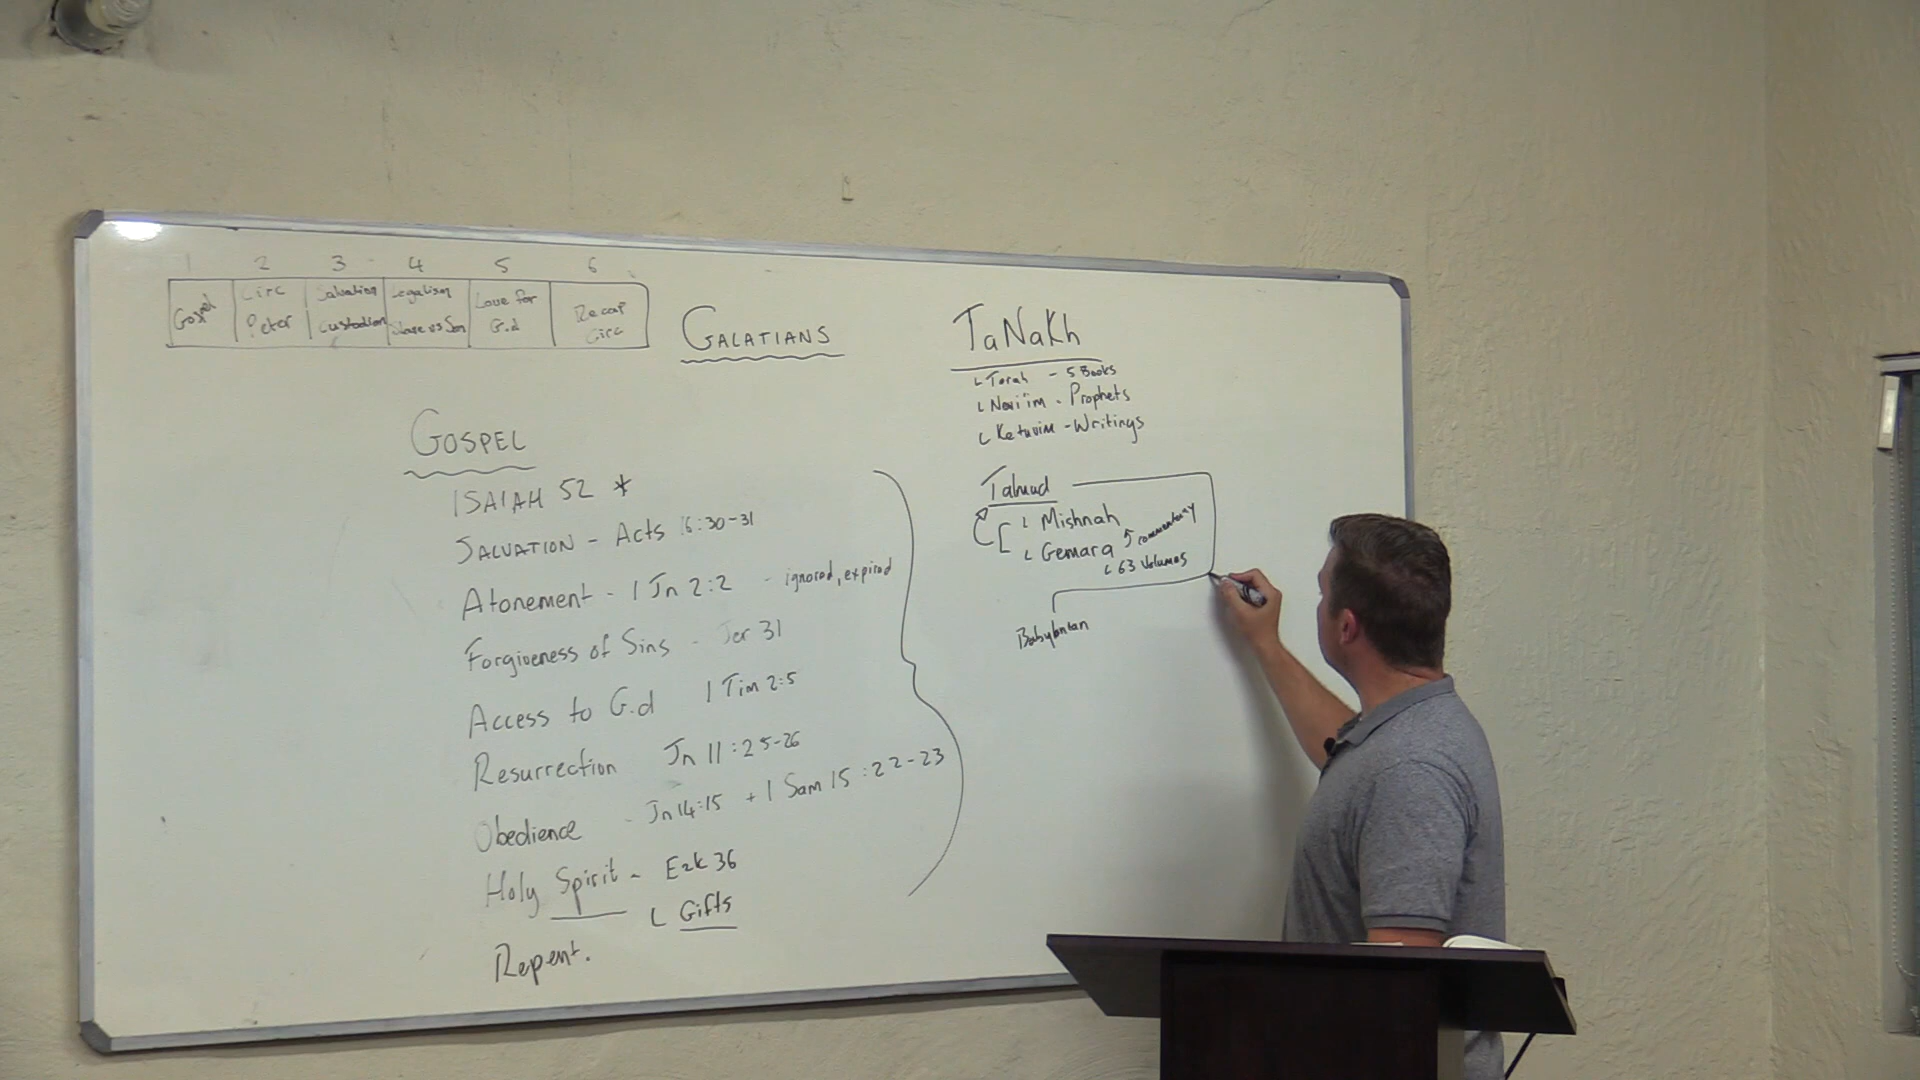 1 2 3 4 5 6
Gospel
Circ
Peter
Salvation
Custodian
Legalism
Slave vs Son
Love for
G.d
Recap
Circ
GALATIANS
GOSPEL
ISAIAH 52 *
SALVATION - Acts 16:30-31
Atonement - 1 Jn 2:2 - ignored, expired
Forgiveness of Sins - Jer 31
Access to G.d 1 Tim 2:5
Resurrection Jn 11:25-26
Obedience - Jn 14:15 + 1 Sam 15:22-23
Holy Spirit - Ezk 36
Gifts
Repent.
TaNaKh
Torah - 5 Books
Nevi'im - Prophets
Ketuvim - Writings
Talmud
Mishnah
Gemara commentary
63 Volumes
Babylonian